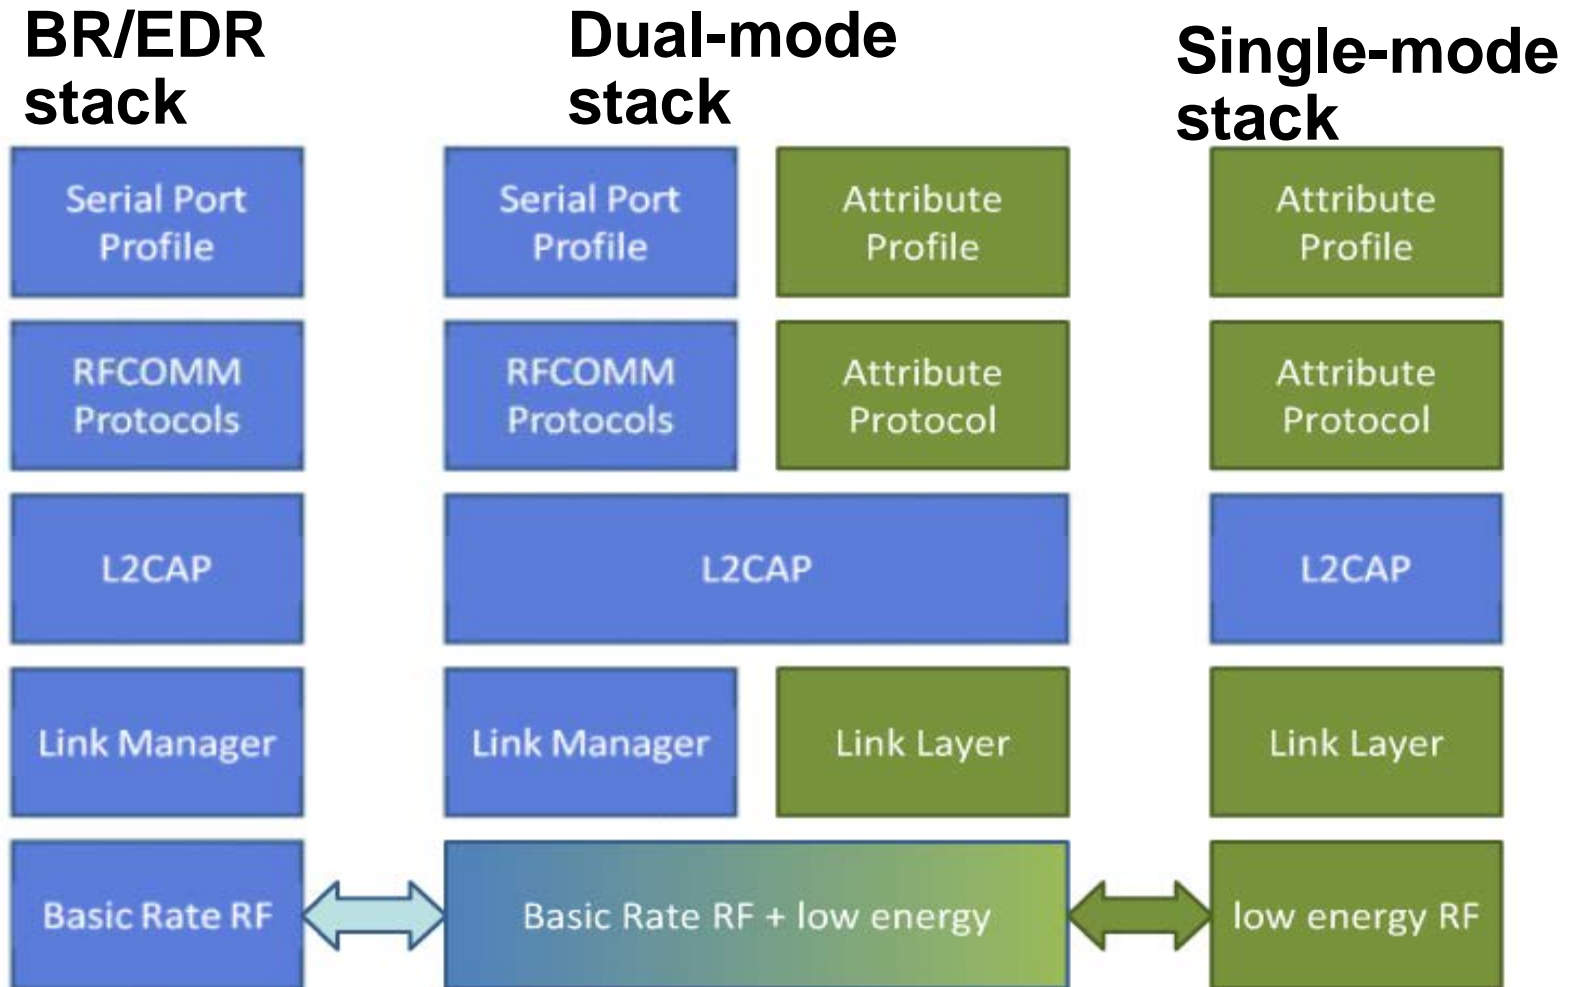 BR/EDR
stack
Dual-mode
stack
Single-mode
stack
Serial Port
Profile
Serial Port
Profile
Attribute
Profile
Attribute
Profile
RFCOMM
Protocols
RFCOMM
Protocols
Attribute
Protocol
Attribute
Protocol
L2CAP
L2CAP
L2CAP
Link Manager
Link Manager
Link Layer
Link Layer
Basic Rate RF
Basic Rate RF + low energy
low energy RF